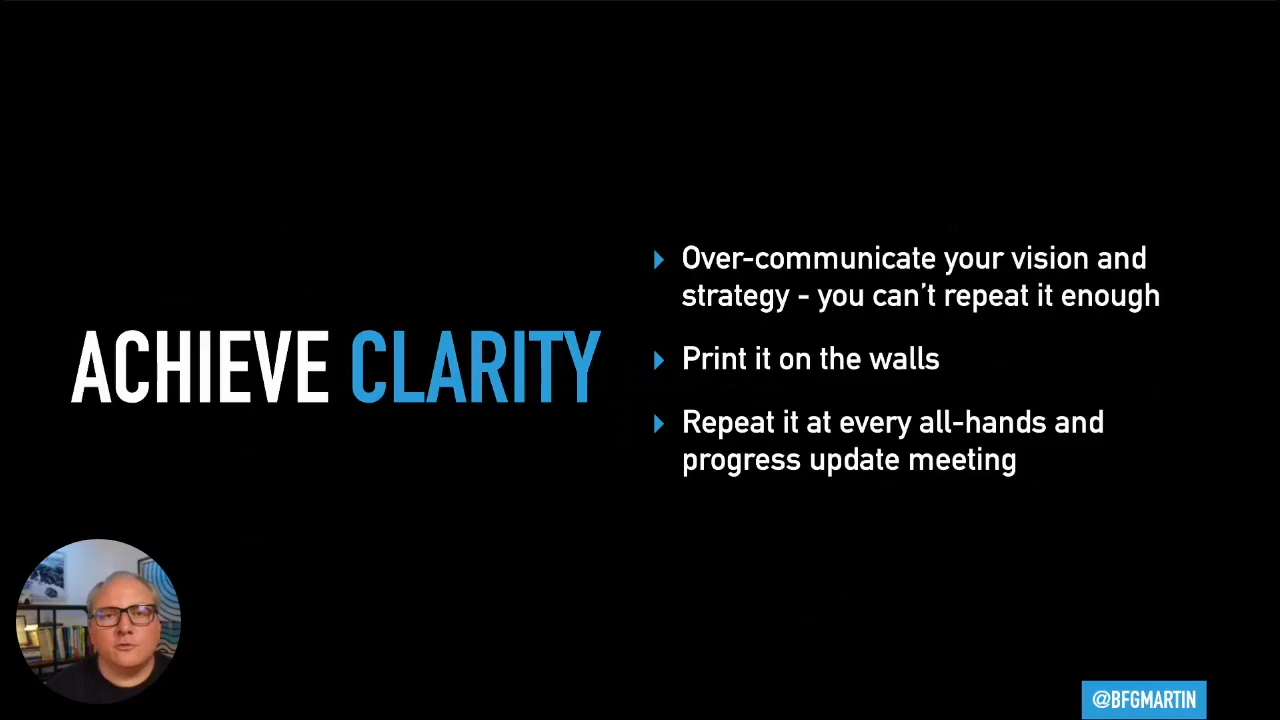 ACHIEVE CLARITY
Over-communicate your vision and
strategy - you can't repeat it enough
Print it on the walls
Repeat it at every all-hands and
progress update meeting
@BFGMARTIN